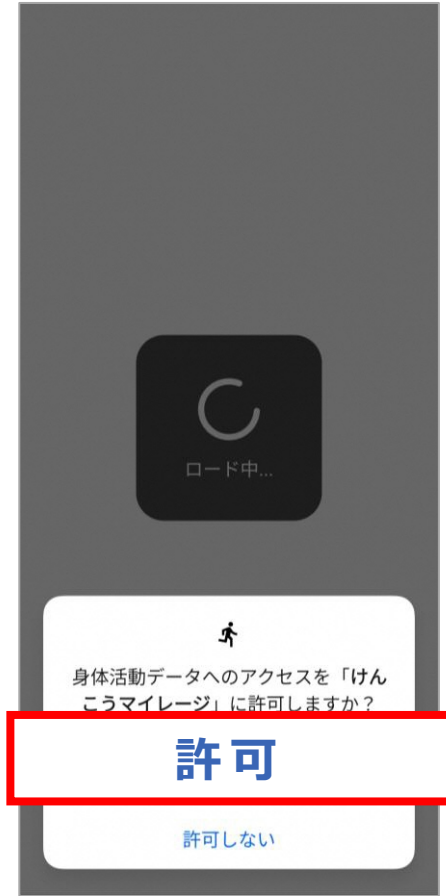 ロード中...
身体活動データへのアクセスを「けん
こうマイレージ」に許可しますか？
許可
許可しない